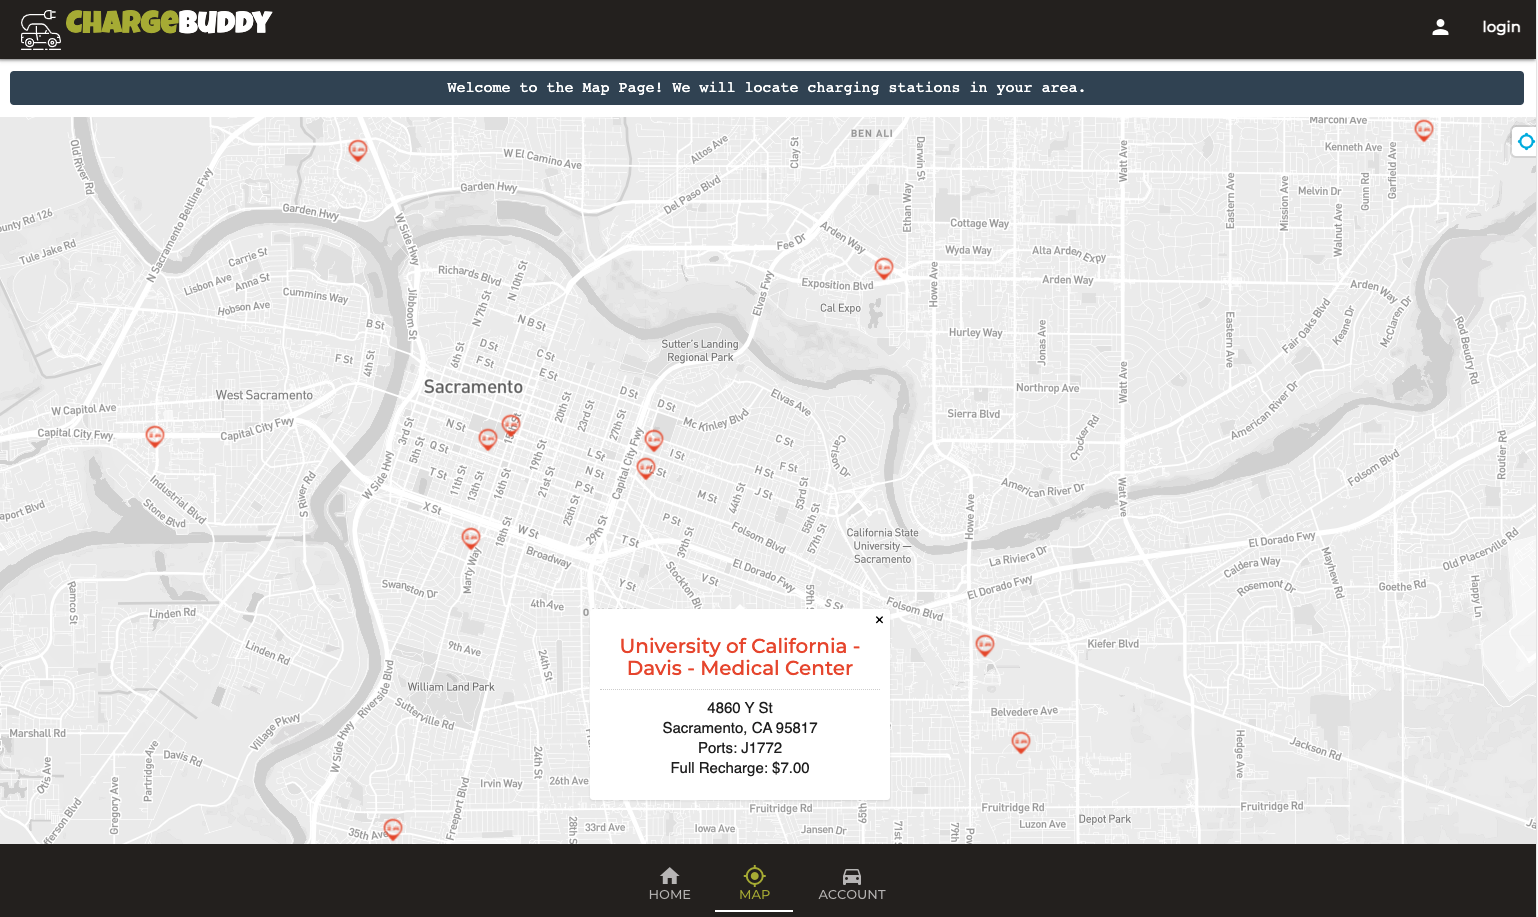 CHARGEBUDDY
login
Welcome to the Map Page! We will locate charging stations in your area.
Marconi Ave
BEN ALI
Old River Rd
W El Camino Ave
Altos Ave
Clay St
Darwin St
Watt Ave
Kenneth Ave
Garfield Ave
N Sacramento Beltline Fwy
Garden Hwy
Del Paso Blvd
Ethan Way
Eastern Ave
Mission Ave
Melvin Dr
Gunn Rd
Walnut Ave
ounty Rd 126
Garden Hwy
W Side Hwy
Cottage Way
Arden Way
Tule Jake Rd
Carrie St
Fee Dr
Wyda Way
Alta Arden Expy
Lisbon Ave
Anna St
Richards Blvd
N 10th St
Elvas Fwy
Exposition Blvd
Howe Ave
Arden Way
Arden Way
Hobson Ave
Cummins Way
Jibboom St
N 7th St
Cal Expo
McClaren Dr
B St
N B St
Hurley Way
Jonas Ave
Eastern Ave
Fair Oaks Blvd
Keane Dr
Rod Beudry Rd
F St
4th St
6th St
D St
F St
C St
Sutter's Landing
Regional Park
E St
Sacramento
West Sacramento
D St
D St
Elvas Ave
Northrop Ave
Watt Ave
W Capitol Ave
20th St
23rd St
27th St
Mc Kinley Blvd
Sierra Blvd
American River Dr
Capital City Fwy
Capital City Fwy
3rd St
5th St
N St
15th St
C St
Carlson Dr
Crocker Rd
Q St
T St
19th St
L St
N St
Capital City Fwy
I St
L St
H St
F St
Folsom Blvd
Routier Rd
W Side Hwy
11th St
13th St
16th St
21st St
P St
M St
J St
44th St
53rd St
American River Dr
Watt Ave
Industrial Blvd
Stone Blvd
S River Rd
X St
25th St
Howe Ave
aport Blvd
18th St
W St
Broadway
29th St
T St
P St
39th St
Folsom Blvd
55th St
57th St
California State
University —
Sacramento
La Riviera Dr
El Dorado Fwy
Caldera Way
Mayhew Rd
Old Placerville Rd
Marty Way
Stockton Blvd
V St
El Dorado Fwy
El Dorado Fwy
Rosemont Dr
Goethe Rd
Happy Ln
Ramco St
Swanston Dr
Y St
59th St
S St
Folsom Blvd
Linden Rd
4th Ave
Kiefer Blvd
Linden Rd
9th Ave
24th St
×
University of California -
Davis - Medical Center
4860 Y St
Sacramento, CA 95817
Ports: J1772
Full Recharge: $7.00
William Land Park
Riverside Blvd
Sutterville Rd
Belvedere Ave
Village Pkwy
Marshall Rd
W Side Hwy
Hedge Ave
Jackson Rd
Davis Rd
Partridge Ave
Otis Ave
Gregory Ave
24th St
Irvin Way
26th Ave
Freeport Blvd
Fruitridge Rd
Fruitridge Rd
Fruitridge Rd
efferson Blvd
35th Ave
28th St
33rd Ave
Iowa Ave
Jansen Dr
65th
71st
79th
Luzon Ave
Depot Park
HOME
MAP
ACCOUNT